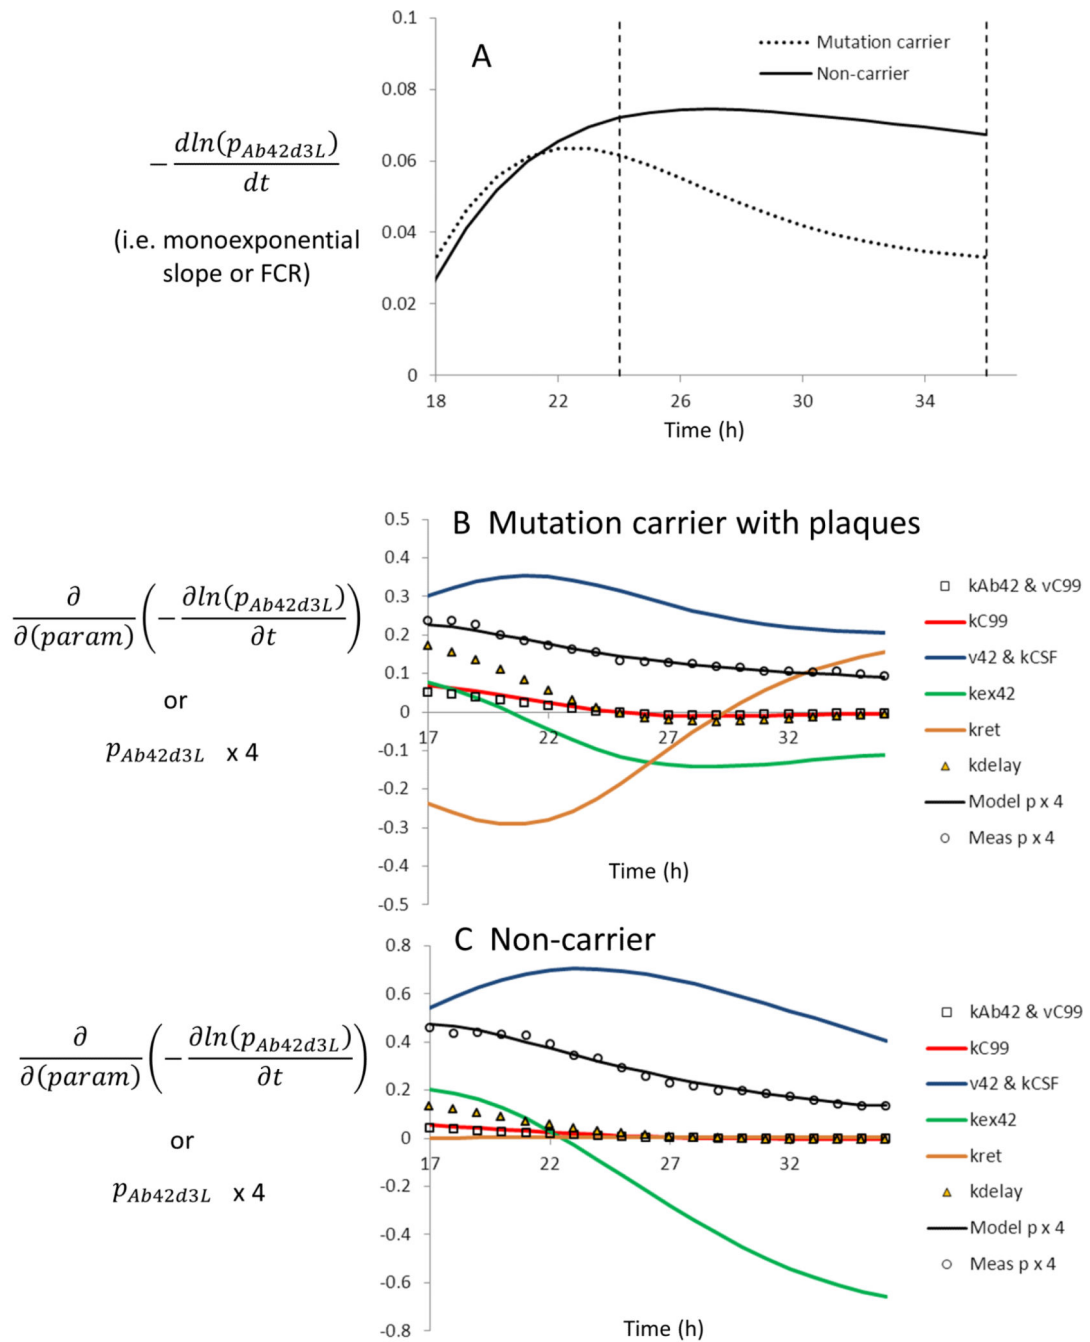 A
0.1
0.08
0.06
0.04
0.02
0
18 22 26 30 34
Time (h)
Mutation carrier
Non-carrier
−dln(p_Ab42d3L)/dt
(i.e. monoexponential
slope or FCR)
B Mutation carrier with plaques
0.5
0.4
0.3
0.2
0.1
0
-0.1
-0.2
-0.3
-0.4
-0.5
17 22 27 32
Time (h)
∂/∂(param) (−∂ln(p_Ab42d3L)/∂t)
or
p_Ab42d3L x 4
kAb42 & vC99
kC99
v42 & kCSF
kex42
kret
kdelay
Model p x 4
Meas p x 4
C Non-carrier
0.8
0.6
0.4
0.2
0
-0.2
-0.4
-0.6
-0.8
17 22 27 32
Time (h)
∂/∂(param) (−∂ln(p_Ab42d3L)/∂t)
or
p_Ab42d3L x 4
kAb42 & vC99
kC99
v42 & kCSF
kex42
kret
kdelay
Model p x 4
Meas p x 4